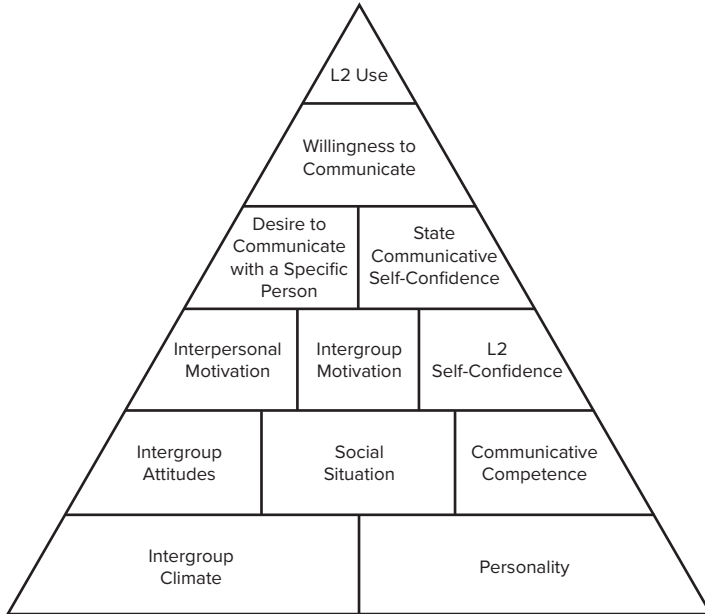 L2 Use
Willingness to
Communicate
Desire to
Communicate
with a Specific
Person
State
Communicative
Self-Confidence
Interpersonal
Motivation
Intergroup
Motivation
L2
Self-Confidence
Intergroup
Attitudes
Social
Situation
Communicative
Competence
Intergroup
Climate
Personality